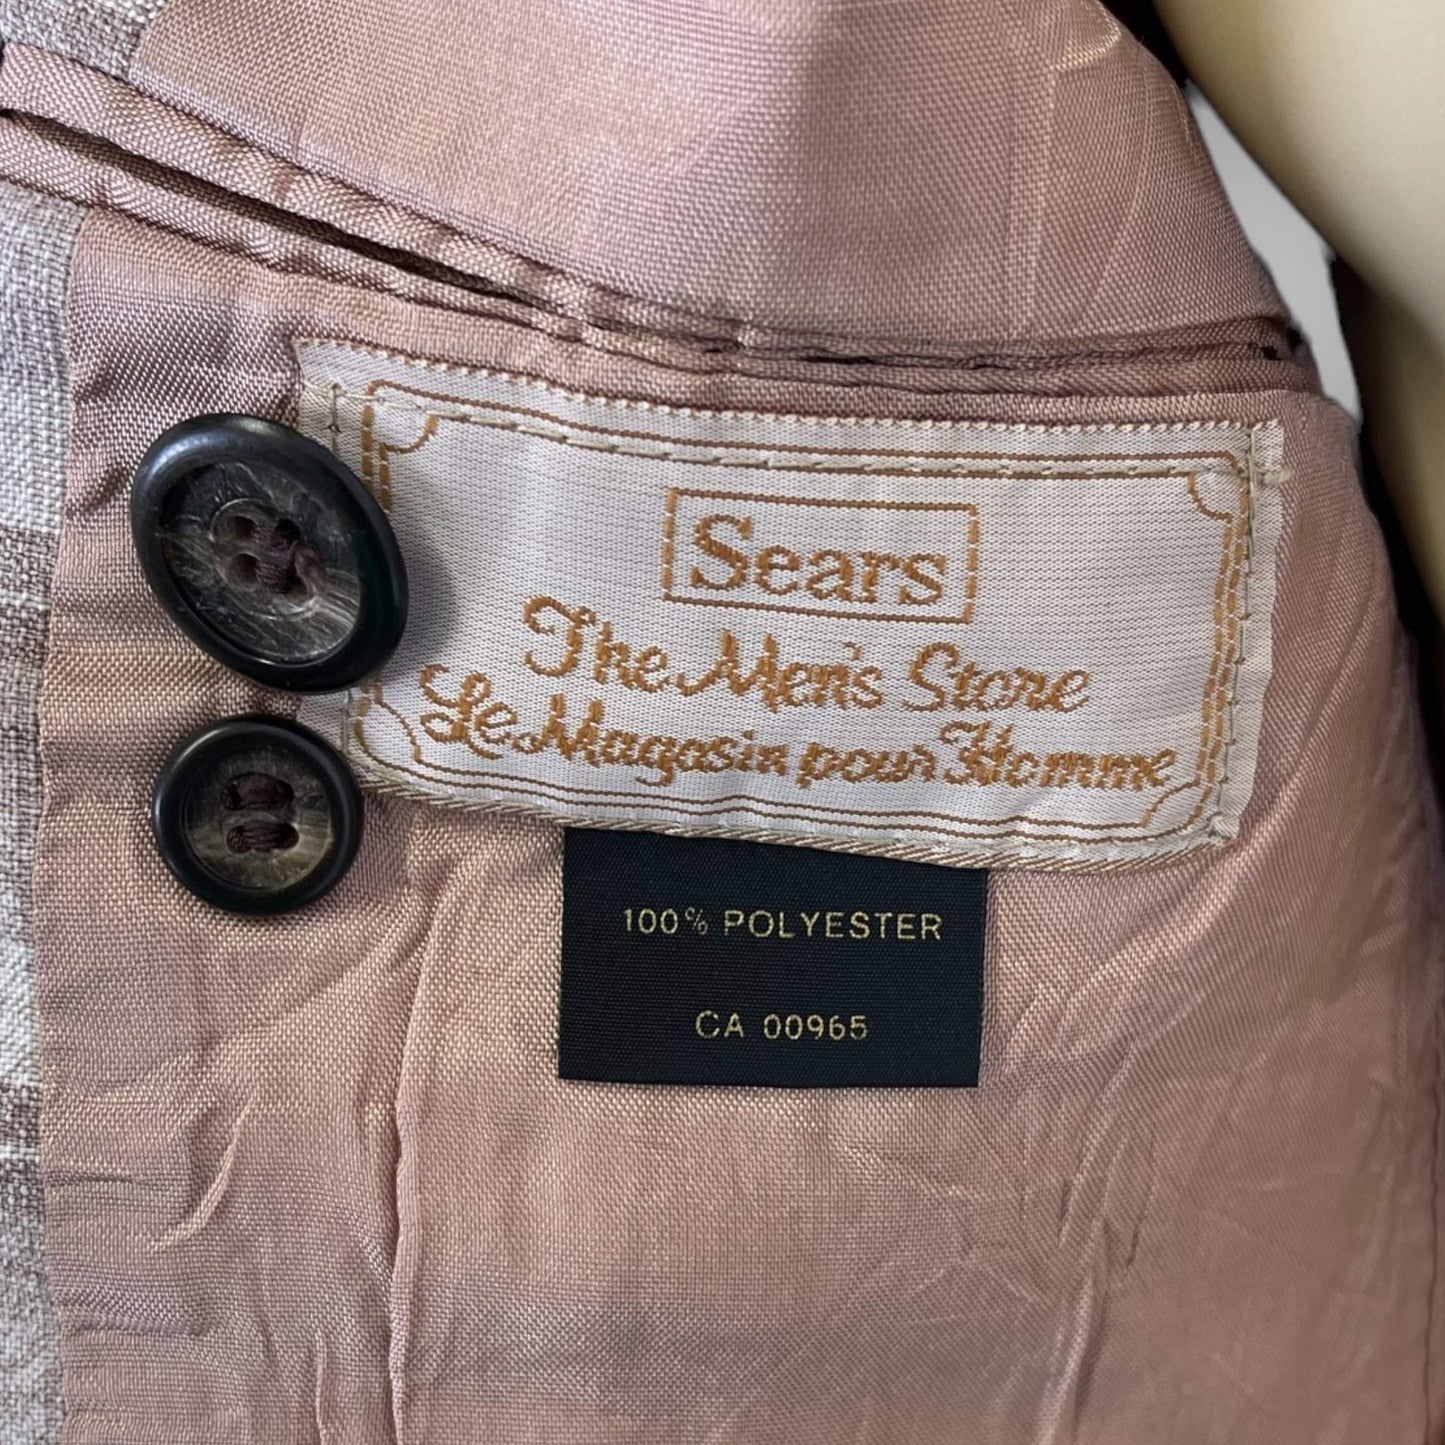 Sears
The Men's Store
Le Magasin pour Homme
100% POLYESTER
CA 00965